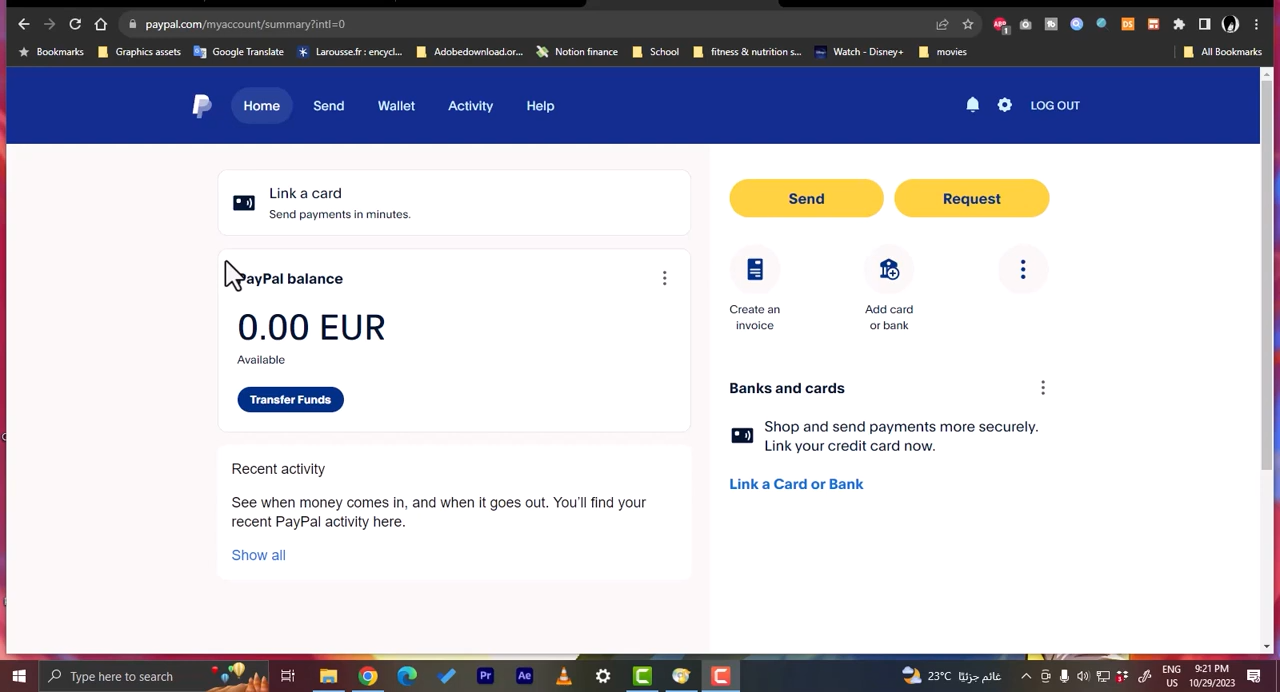 paypal.com/myaccount/summary?intl=0
Bookmarks Graphics assets Google Translate Larousse.fr : encycl... Adobedownload.or... Notion finance School fitness & nutrition s... Watch - Disney+ movies All Bookmarks
Home Send Wallet Activity Help LOG OUT
Link a card
Send payments in minutes.
PayPal balance
0.00 EUR
Available
Transfer Funds
Recent activity
See when money comes in, and when it goes out. You'll find your
recent PayPal activity here.
Show all
Send Request
Create an
invoice
Add card
or bank
Banks and cards
Shop and send payments more securely.
Link your credit card now.
Link a Card or Bank
Type here to search
Pr Ae
23°C غائم جزئيًا
ENG
US
9:21 PM
10/29/2023